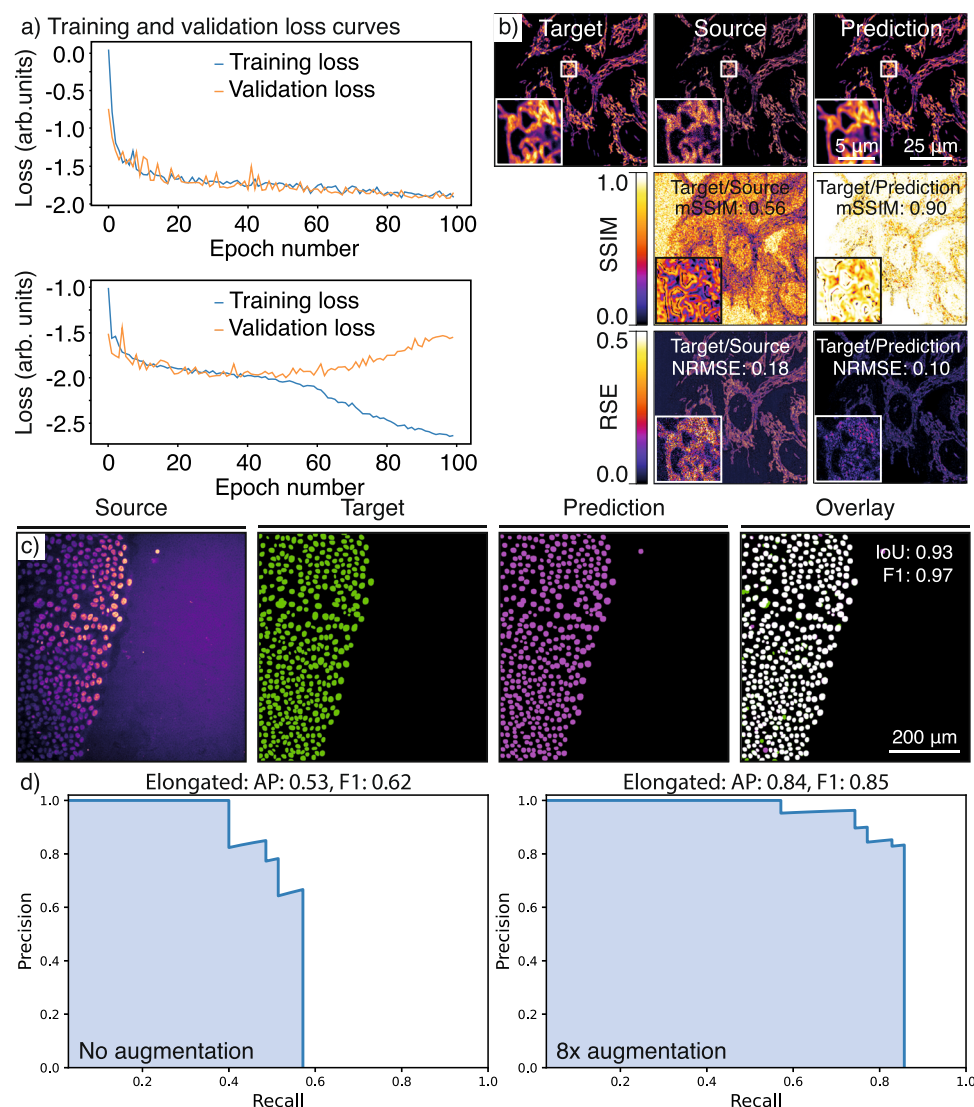 a) Training and validation loss curves
0.0
-0.5
-1.0
-1.5
-2.0
Loss (arb.units)
Training loss
Validation loss
0 20 40 60 80 100
Epoch number
-1.0
-1.5
-2.0
-2.5
Loss (arb. units)
Training loss
Validation loss
0 20 40 60 80 100
Epoch number
b)
Target Source Prediction
5 µm 25 µm
1.0
SSIM
0.0
Target/Source
mSSIM: 0.56
Target/Prediction
mSSIM: 0.90
0.5
RSE
0.0
Target/Source
NRMSE: 0.18
Target/Prediction
NRMSE: 0.10
Source Target Prediction Overlay
c)
IoU: 0.93
F1: 0.97
200 µm
d)
Elongated: AP: 0.53, F1: 0.62
1.0
0.8
0.6
0.4
0.2
0.0
Precision
No augmentation
0.2 0.4 0.6 0.8 1.0
Recall
Elongated: AP: 0.84, F1: 0.85
1.0
0.8
0.6
0.4
0.2
0.0
Precision
8x augmentation
0.2 0.4 0.6 0.8 1.0
Recall